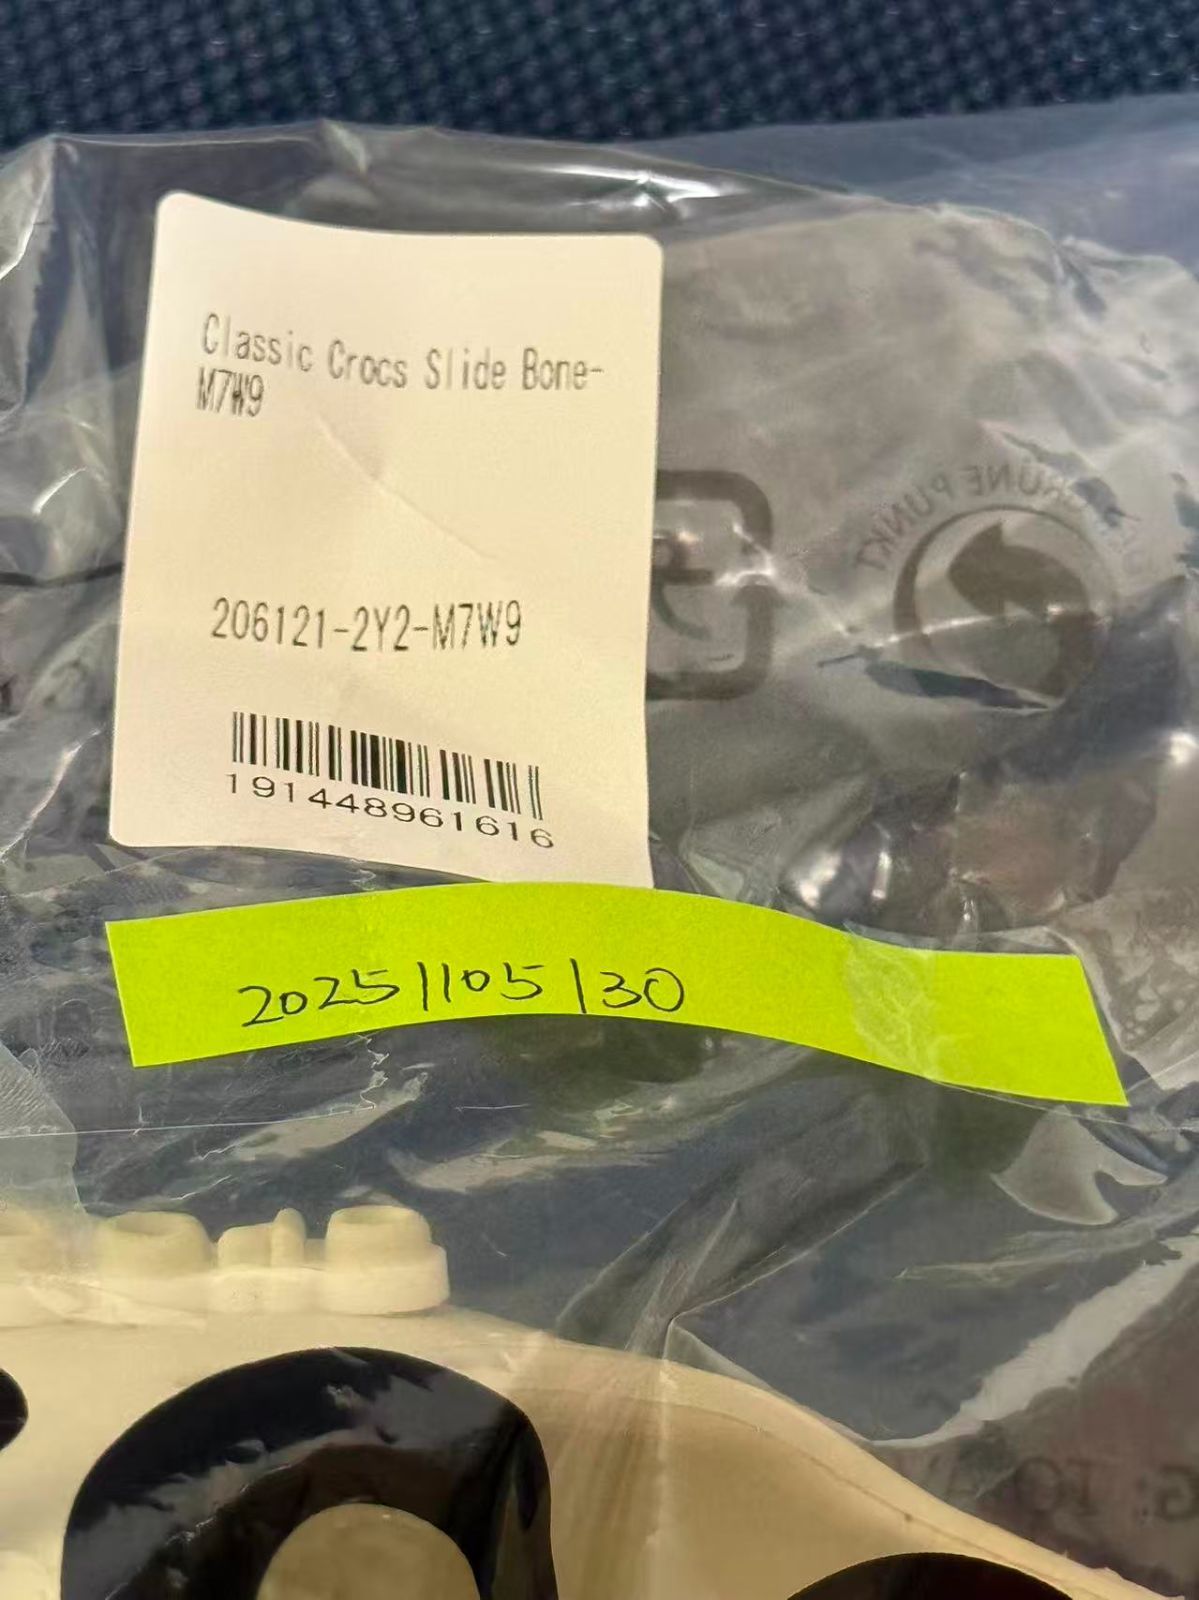 Classic Crocs Slide Bone-
M7W9
206121-2Y2-M7W9
191448961616
2025/105/30